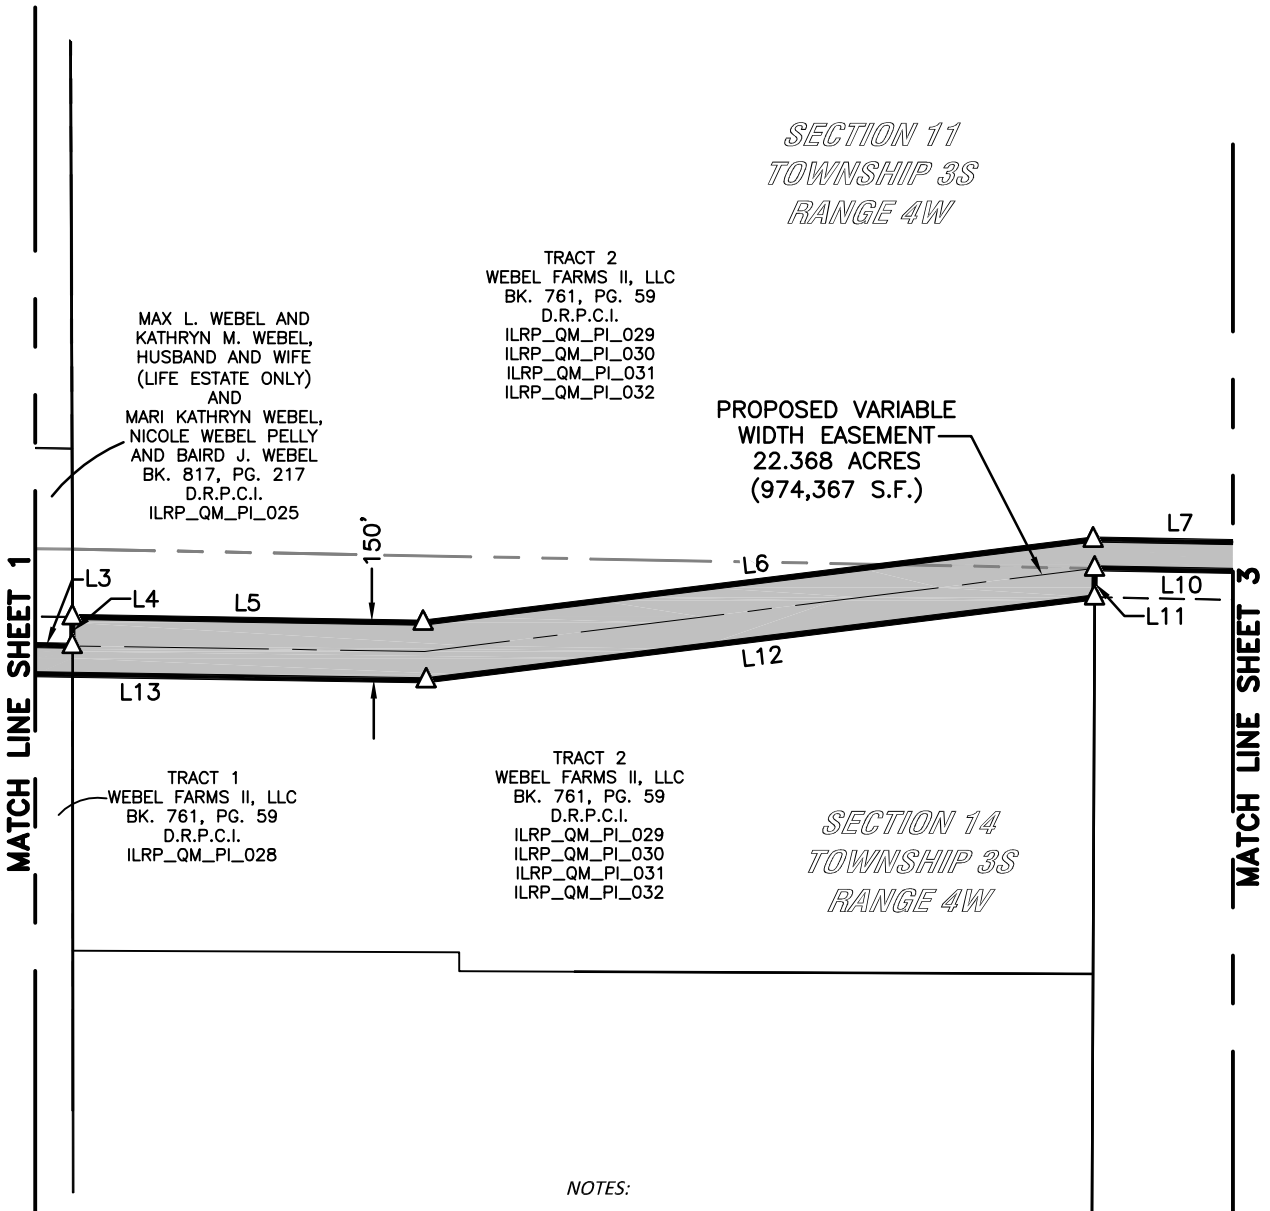 SECTION 11
TOWNSHIP 3S
RANGE 4W
TRACT 2
WEBEL FARMS II, LLC
BK. 761, PG. 59
D.R.P.C.I.
ILRP_QM_PI_029
ILRP_QM_PI_030
ILRP_QM_PI_031
ILRP_QM_PI_032
MAX L. WEBEL AND
KATHRYN M. WEBEL,
HUSBAND AND WIFE
(LIFE ESTATE ONLY)
AND
MARI KATHRYN WEBEL,
NICOLE WEBEL PELLY
AND BAIRD J. WEBEL
BK. 817, PG. 217
D.R.P.C.I.
ILRP_QM_PI_025
PROPOSED VARIABLE
WIDTH EASEMENT
22.368 ACRES
(974,367 S.F.)
150'
L7
L6
L3
L4
L5
L10
L11
L12
L13
MATCH LINE SHEET 1
MATCH LINE SHEET 3
TRACT 1
WEBEL FARMS II, LLC
BK. 761, PG. 59
D.R.P.C.I.
ILRP_QM_PI_028
TRACT 2
WEBEL FARMS II, LLC
BK. 761, PG. 59
D.R.P.C.I.
ILRP_QM_PI_029
ILRP_QM_PI_030
ILRP_QM_PI_031
ILRP_QM_PI_032
SECTION 14
TOWNSHIP 3S
RANGE 4W
NOTES: